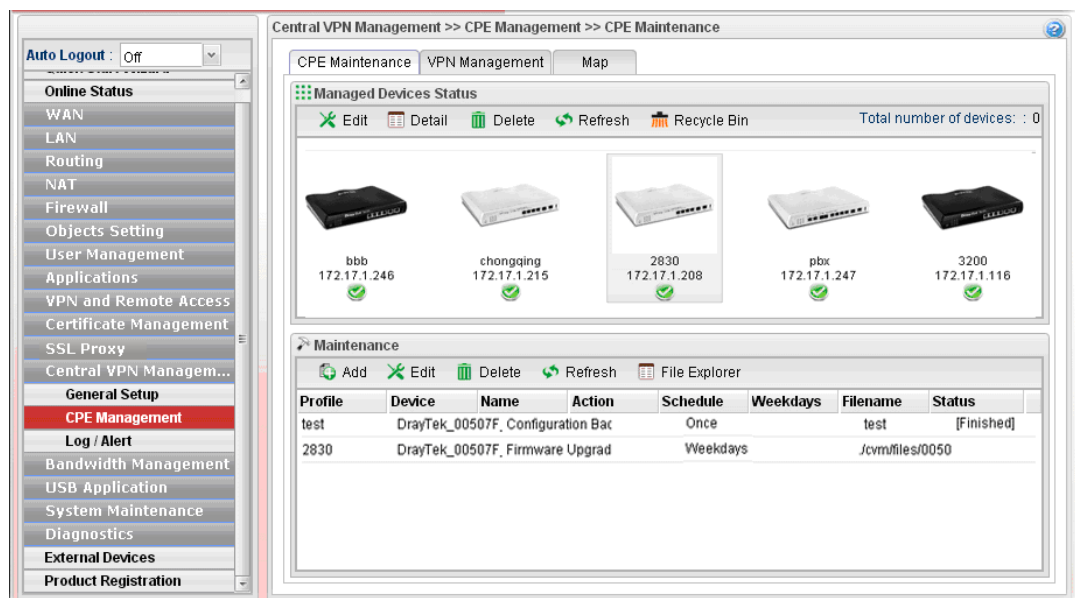 Central VPN Management >> CPE Management >> CPE Maintenance
Auto Logout : Off
Online Status
WAN
LAN
Routing
NAT
Firewall
Objects Setting
User Management
Applications
VPN and Remote Access
Certificate Management
SSL Proxy
Central VPN Managem...
General Setup
CPE Management
Log / Alert
Bandwidth Management
USB Application
System Maintenance
Diagnostics
External Devices
Product Registration
CPE Maintenance VPN Management Map
Managed Devices Status
Edit Detail Delete Refresh Recycle Bin Total number of devices: : 0
bbb chongqing 2830 pbx 3200
172.17.1.246 172.17.1.215 172.17.1.208 172.17.1.247 172.17.1.116
Maintenance
Add Edit Delete Refresh File Explorer
Profile Device Name Action Schedule Weekdays Filename Status
test DrayTek_00507F, Configuration Bac Once test [Finished]
2830 DrayTek_00507F, Firmware Upgrad Weekdays ./cvm/files/0050